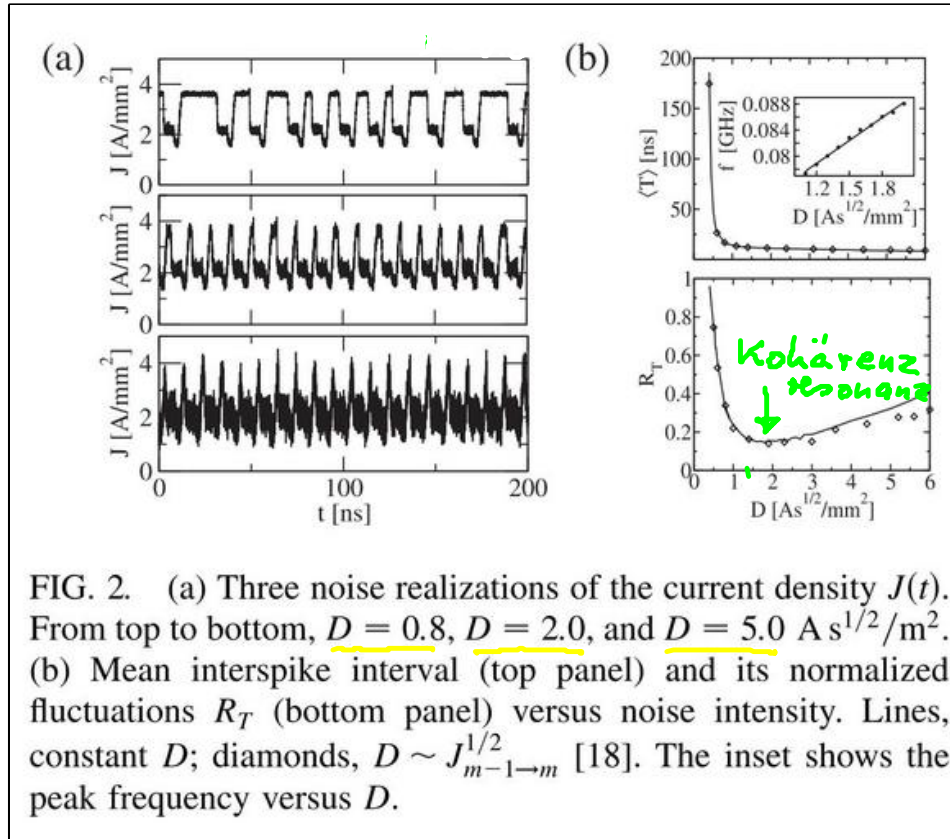 (a)
J [A/mm²]
4
2
0
J [A/mm²]
4
2
0
J [A/mm²]
4
2
0
0
100
200
t [ns]
(b)
200
150
100
50
⟨T⟩ [ns]
0.088
0.084
0.08
f [GHz]
1.2 1.5 1.8
D [As^1/2/mm²]
1
0.8
0.6
0.4
0.2
0
R_T
Kohärenz
resonanz
0 1 2 3 4 5 6
D [As^1/2/mm²]
FIG. 2. (a) Three noise realizations of the current density J(t).
From top to bottom, D = 0.8, D = 2.0, and D = 5.0 A s^1/2/m².
(b) Mean interspike interval (top panel) and its normalized
fluctuations R_T (bottom panel) versus noise intensity. Lines,
constant D; diamonds, D ~ J_{m−1→m}^{1/2} [18]. The inset shows the
peak frequency versus D.